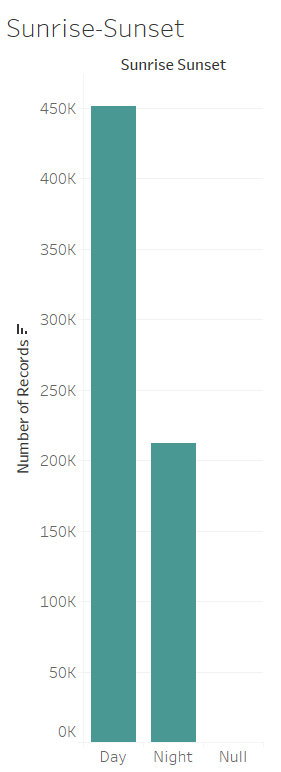 Sunrise-Sunset
Sunrise Sunset
Number of Records
450K
400K
350K
300K
250K
200K
150K
100K
50K
0K
Day Night Null